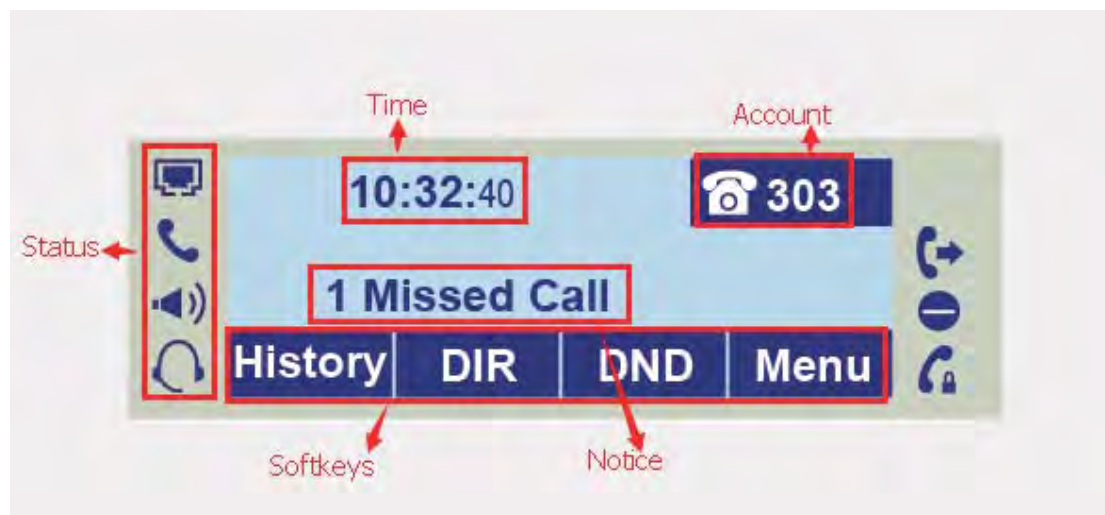 Time
Account
10:32:40
303
Status
1 Missed Call
History DIR DND Menu
Softkeys
Notice